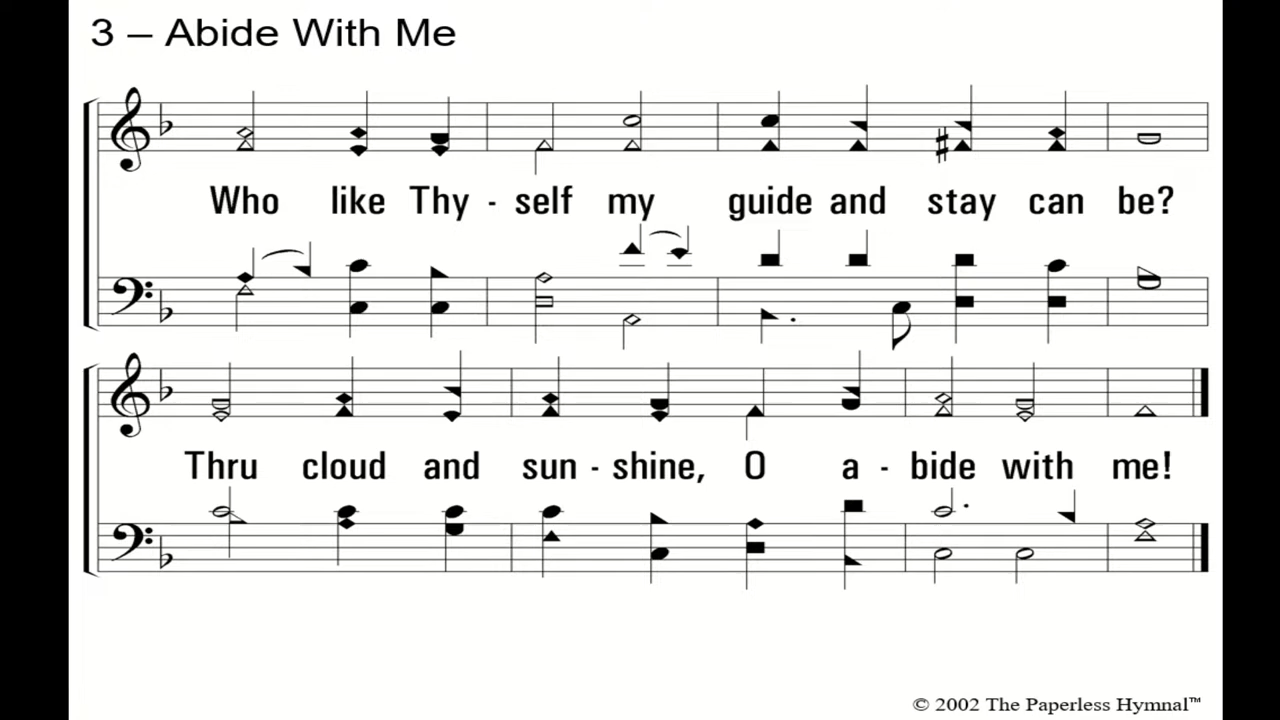 3 – Abide With Me
Who like Thy - self my guide and stay can be?
Thru cloud and sun - shine, O a - bide with me!
© 2002 The Paperless Hymnal™